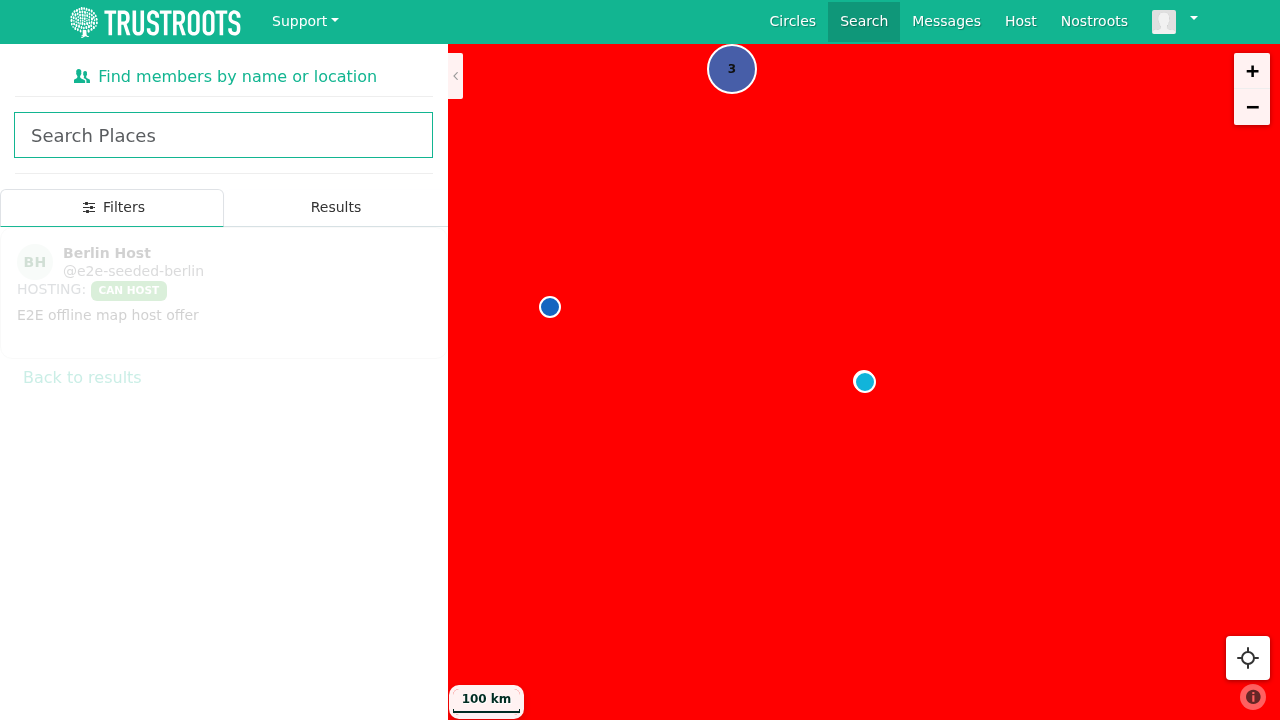 TRUSTROOTS
Support
Circles
Search
Messages
Host
Nostroots
Find members by name or location
Search Places
Filters
Results
BH
Berlin Host
@e2e-seeded-berlin
HOSTING: CAN HOST
E2E offline map host offer
Back to results
3
+
−
100 km